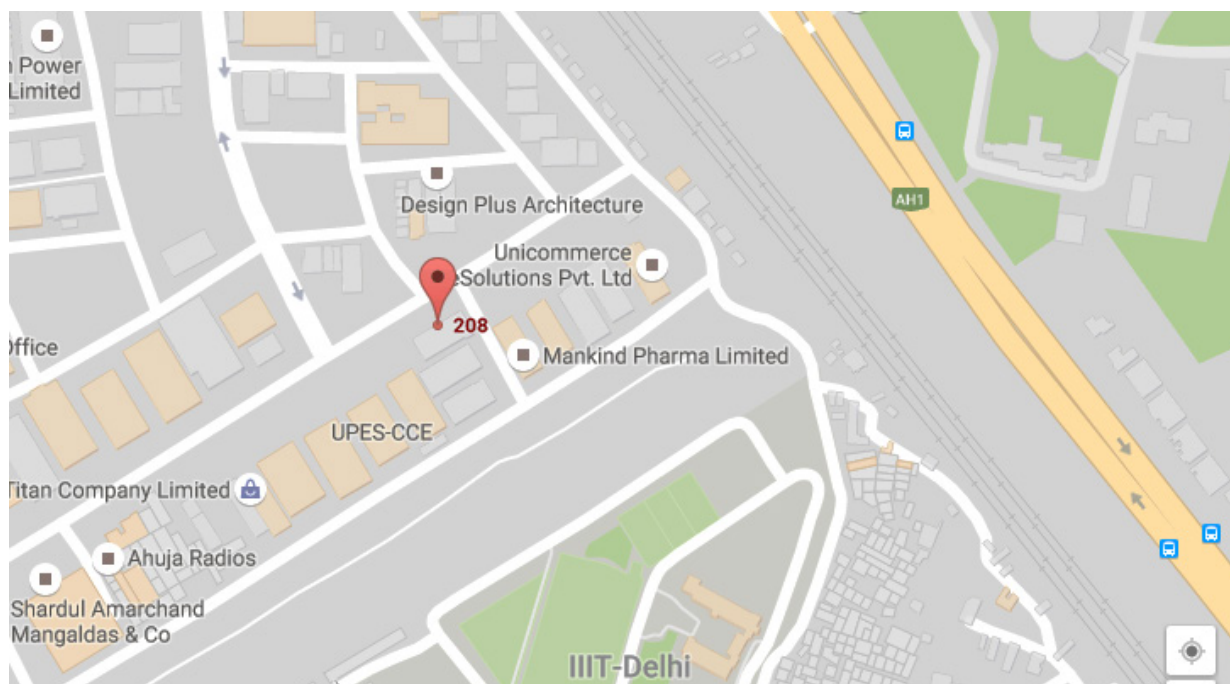 n Power
Limited
Design Plus Architecture
AH1
Unicommerce
eSolutions Pvt. Ltd
208
Office
Mankind Pharma Limited
UPES-CCE
Titan Company Limited
Ahuja Radios
Shardul Amarchand
Mangaldas & Co
IIIT-Delhi